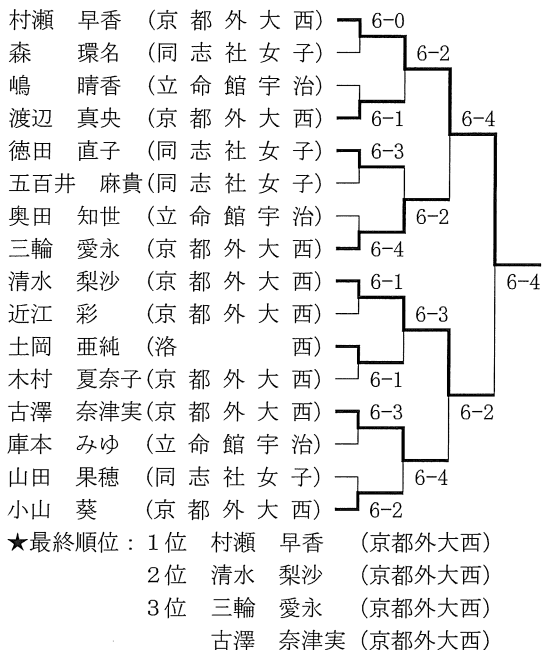 村瀬 早香 (京都外大西) 6-0
森 環名 (同志社女子) 6-2
嶋 晴香 (立命館宇治)
渡辺 真央 (京都外大西) 6-1 6-4
徳田 直子 (同志社女子) 6-3
五百井 麻貴 (同志社女子)
奥田 知世 (立命館宇治) 6-2
三輪 愛永 (京都外大西) 6-4
清水 梨沙 (京都外大西) 6-1 6-4
近江 彩 (京都外大西) 6-3
土岡 亜純 (洛西)
木村 夏奈子 (京都外大西) 6-1
古澤 奈津実 (京都外大西) 6-3 6-2
庫本 みゆ (立命館宇治)
山田 果穂 (同志社女子) 6-4
小山 葵 (京都外大西) 6-2
★最終順位:1位 村瀬 早香 (京都外大西)
2位 清水 梨沙 (京都外大西)
3位 三輪 愛永 (京都外大西)
古澤 奈津実 (京都外大西)